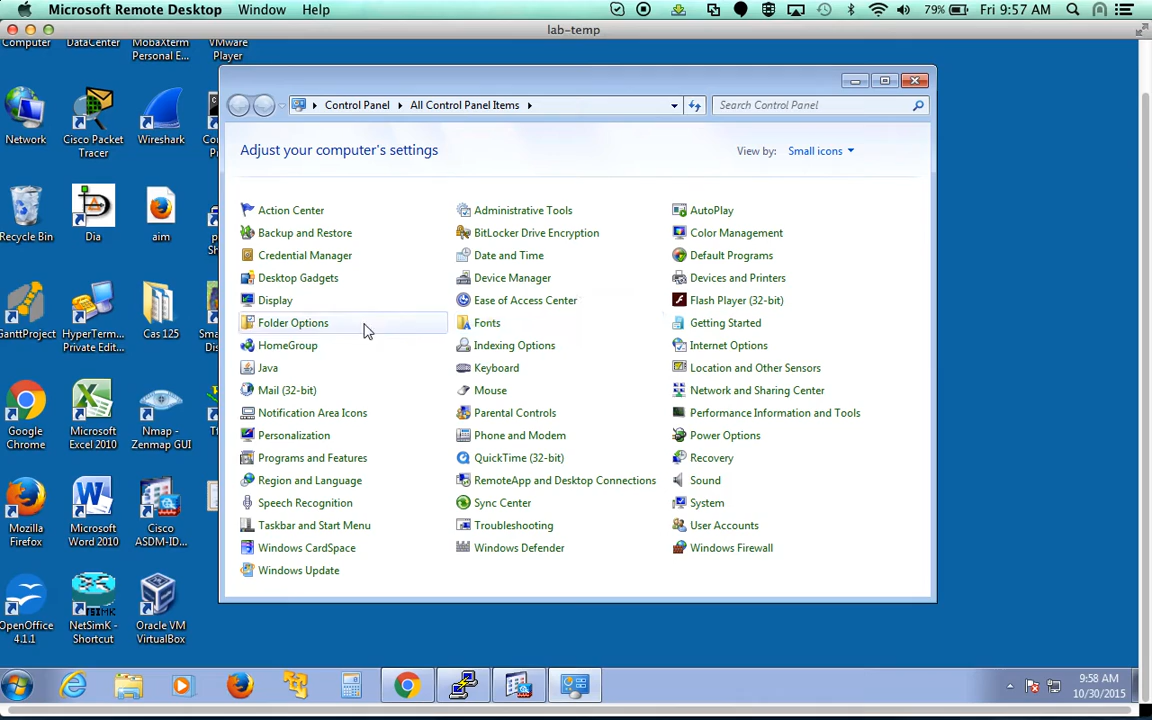 Microsoft Remote Desktop Window Help 79% Fri 9:57 AM
lab-temp
Computer DataCenter MobaXterm Personal E... VMware Player
Control Panel All Control Panel Items Search Control Panel
Adjust your computer's settings
View by: Small icons
Network
Cisco Packet Tracer
Wireshark
Recycle Bin
Dia
aim
GanttProject
HyperTerm... Private Edit...
Cas 125
Google Chrome
Microsoft Excel 2010
Nmap - Zenmap GUI
Mozilla Firefox
Microsoft Word 2010
Cisco ASDM-ID...
OpenOffice 4.1.1
NetSimK - Shortcut
Oracle VM VirtualBox
Action Center Administrative Tools AutoPlay
Backup and Restore BitLocker Drive Encryption Color Management
Credential Manager Date and Time Default Programs
Desktop Gadgets Device Manager Devices and Printers
Display Ease of Access Center Flash Player (32-bit)
Folder Options Fonts Getting Started
HomeGroup Indexing Options Internet Options
Java Keyboard Location and Other Sensors
Mail (32-bit) Mouse Network and Sharing Center
Notification Area Icons Parental Controls Performance Information and Tools
Personalization Phone and Modem Power Options
Programs and Features QuickTime (32-bit) Recovery
Region and Language RemoteApp and Desktop Connections Sound
Speech Recognition Sync Center System
Taskbar and Start Menu Troubleshooting User Accounts
Windows CardSpace Windows Defender Windows Firewall
Windows Update
9:58 AM
10/30/2015